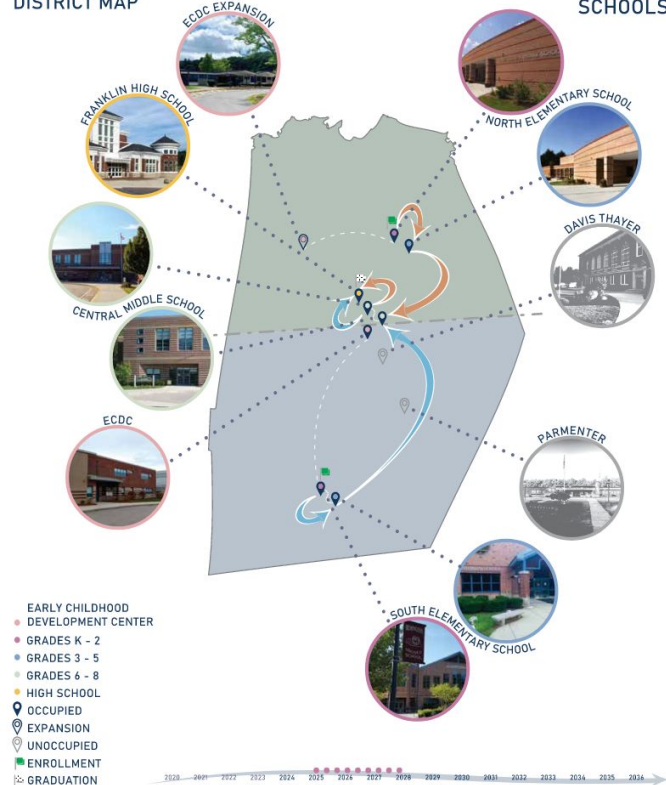 DISTRICT MAP
SCHOOLS
ECDC EXPANSION
FRANKLIN HIGH SCHOOL
NORTH ELEMENTARY SCHOOL
DAVIS THAYER
CENTRAL MIDDLE SCHOOL
ECDC
PARMENTER
SOUTH ELEMENTARY SCHOOL
EARLY CHILDHOOD
DEVELOPMENT CENTER
GRADES K - 2
GRADES 3 - 5
GRADES 6 - 8
HIGH SCHOOL
OCCUPIED
EXPANSION
UNOCCUPIED
ENROLLMENT
GRADUATION
2020 2021 2022 2023 2024 2025 2026 2027 2028 2029 2030 2031 2032 2033 2034 2035 2036